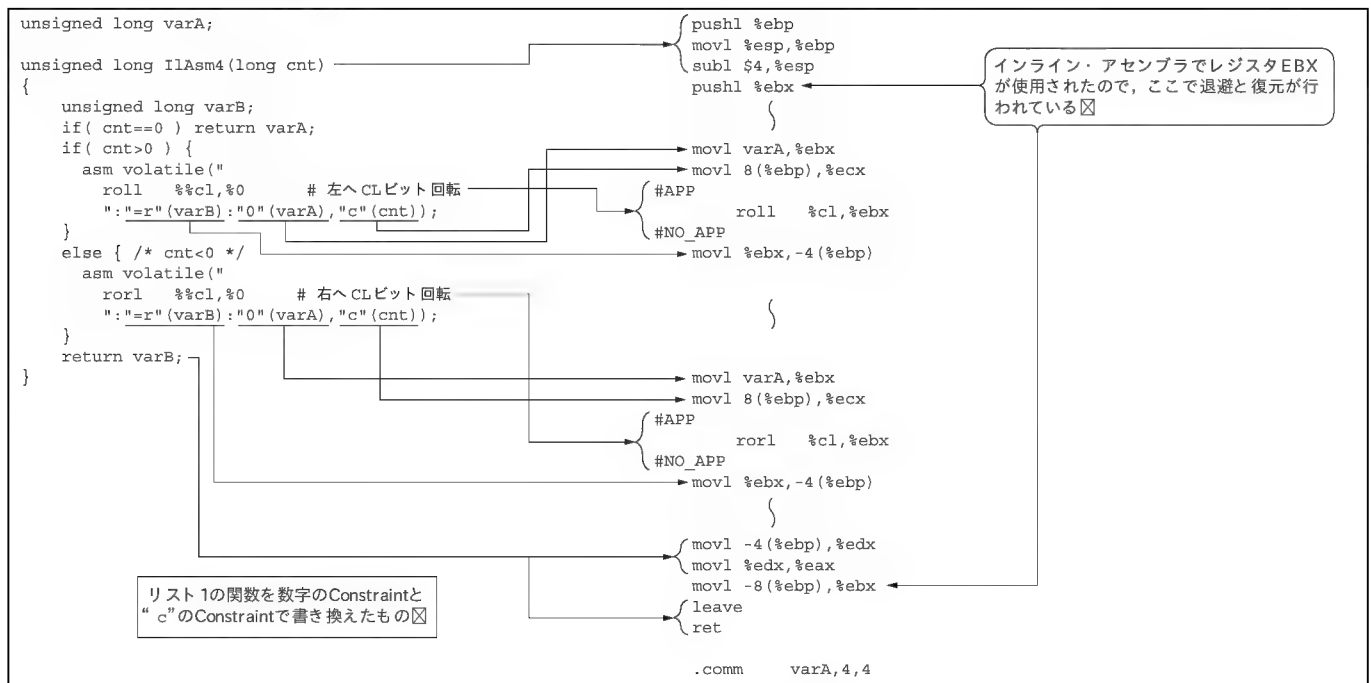 unsigned long varA;
unsigned long IlAsm4(long cnt)
{
unsigned long varB;
if( cnt==0 ) return varA;
if( cnt>0 ) {
asm volatile("
roll %%cl,%0 # 左へCLビット回転
":"=r"(varB):"0"(varA),"c"(cnt));
}
else { /* cnt<0 */
asm volatile("
rorl %%cl,%0 # 右へCLビット回転
":"=r"(varB):"0"(varA),"c"(cnt));
}
return varB;
}
リスト1の関数を数字のConstraintと
“c”のConstraintで書き換えたもの
pushl %ebp
movl %esp,%ebp
subl $4,%esp
pushl %ebx
movl varA,%ebx
movl 8(%ebp),%ecx
#APP
roll %cl,%ebx
#NO_APP
movl %ebx,-4(%ebp)
movl varA,%ebx
movl 8(%ebp),%ecx
#APP
rorl %cl,%ebx
#NO_APP
movl %ebx,-4(%ebp)
movl -4(%ebp),%edx
movl %edx,%eax
movl -8(%ebp),%ebx
leave
ret
.comm varA,4,4
インライン・アセンブラでレジスタEBX
が使用されたので，ここで退避と復元が行
われている